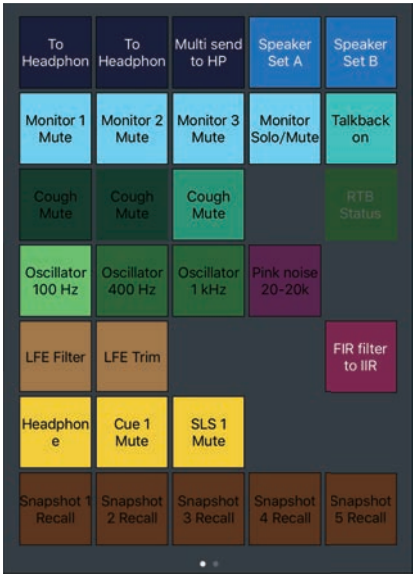 To
Headphon
To
Headphon
Multi send
to HP
Speaker
Set A
Speaker
Set B
Monitor 1
Mute
Monitor 2
Mute
Monitor 3
Mute
Monitor
Solo/Mute
Talkback
on
Cough
Mute
Cough
Mute
Cough
Mute
RTB
Status
Oscillator
100 Hz
Oscillator
400 Hz
Oscillator
1 kHz
Pink noise
20-20k
LFE Filter
LFE Trim
FIR filter
to IIR
Headphon
e
Cue 1
Mute
SLS 1
Mute
Snapshot 1
Recall
Snapshot
2 Recall
Snapshot
3 Recall
Snapshot
4 Recall
Snapshot
5 Recall